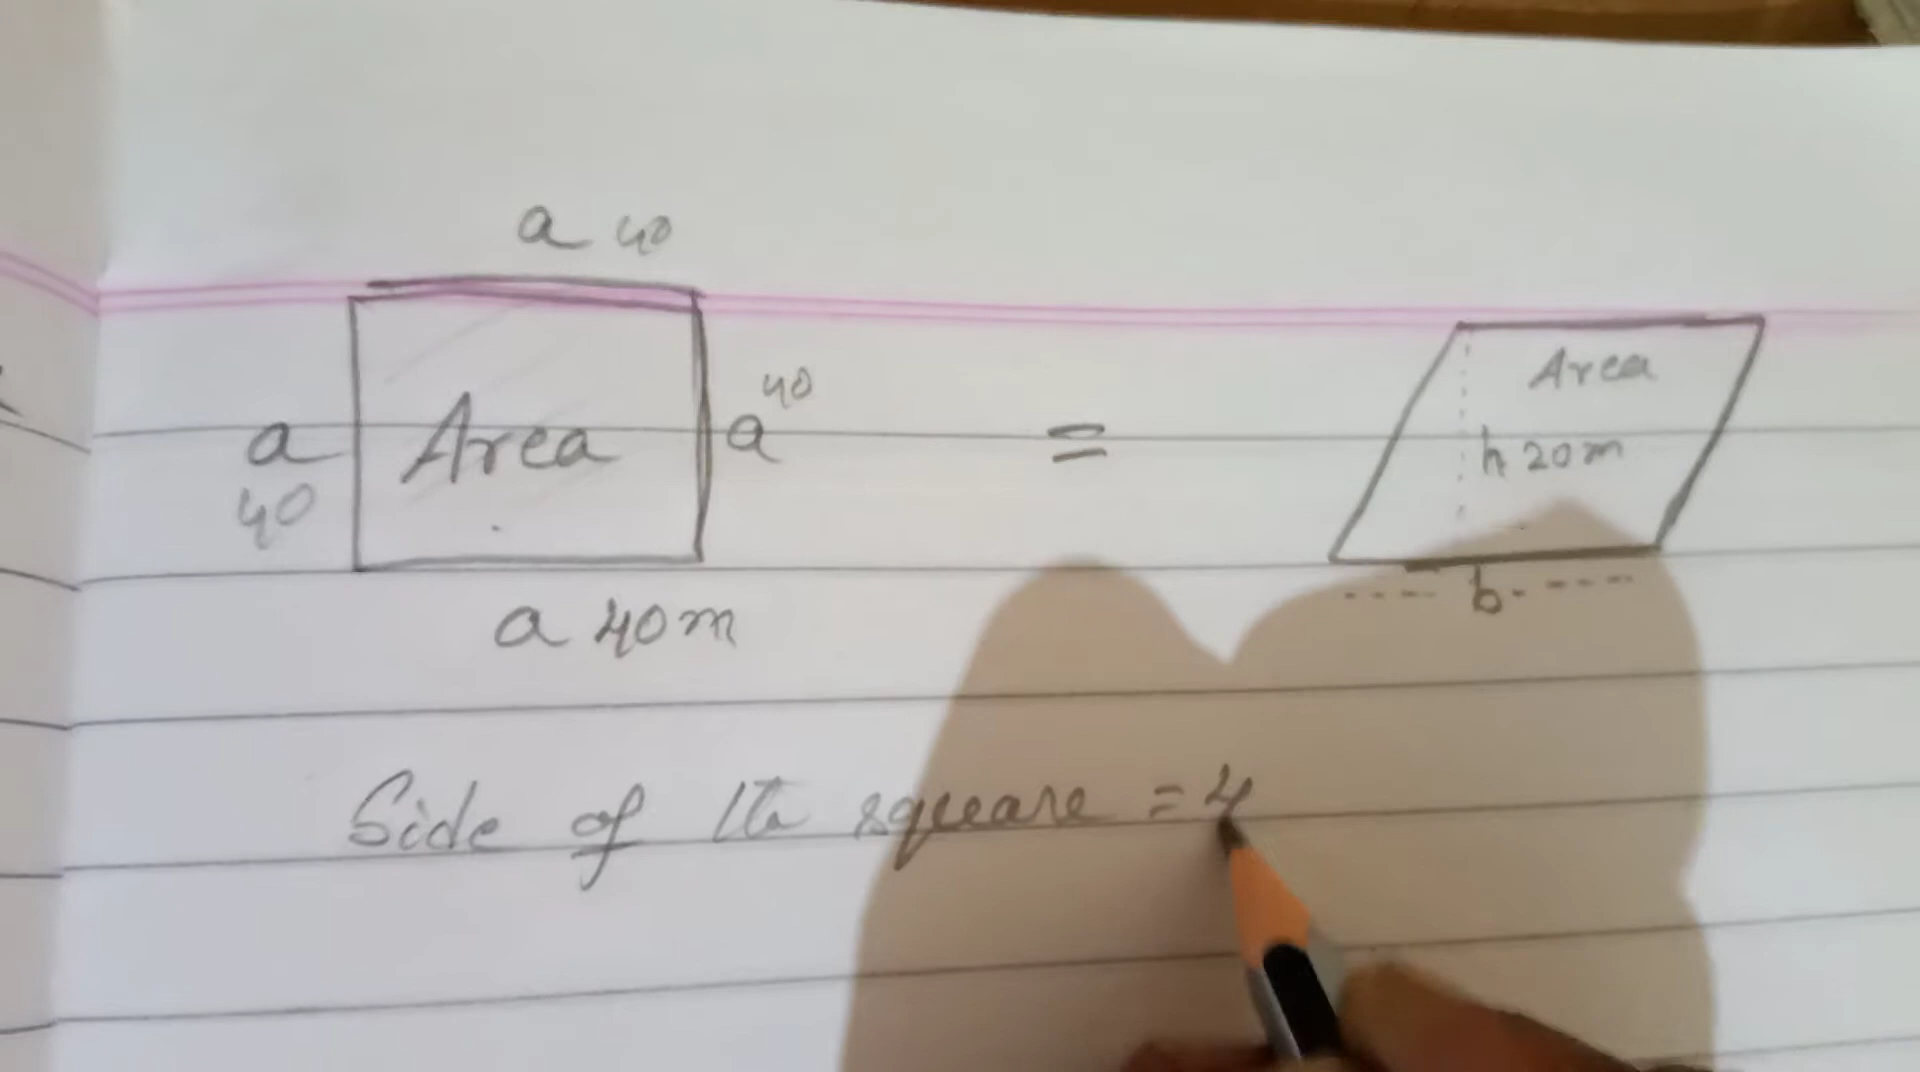 a 40
a 40
Area
a 40
a 40m
=
Area
h 20m
b
Side of the square = 4